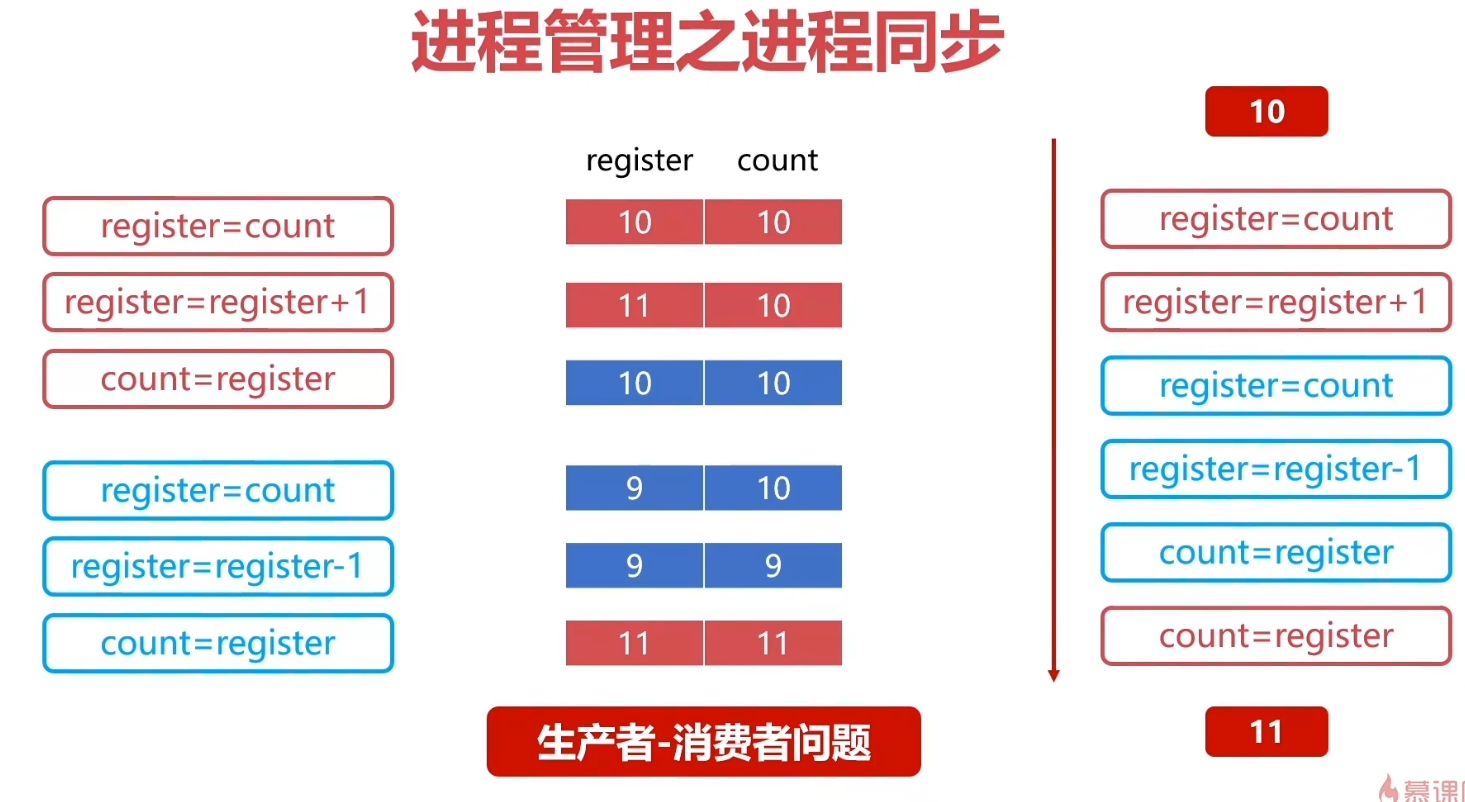 进程管理之进程同步
10
register count
register=count
register=register+1
count=register
register=count
register=register-1
count=register
10 10
11 10
10 10
9 10
9 9
11 11
register=count
register=register+1
register=count
register=register-1
count=register
count=register
生产者-消费者问题
11
慕课